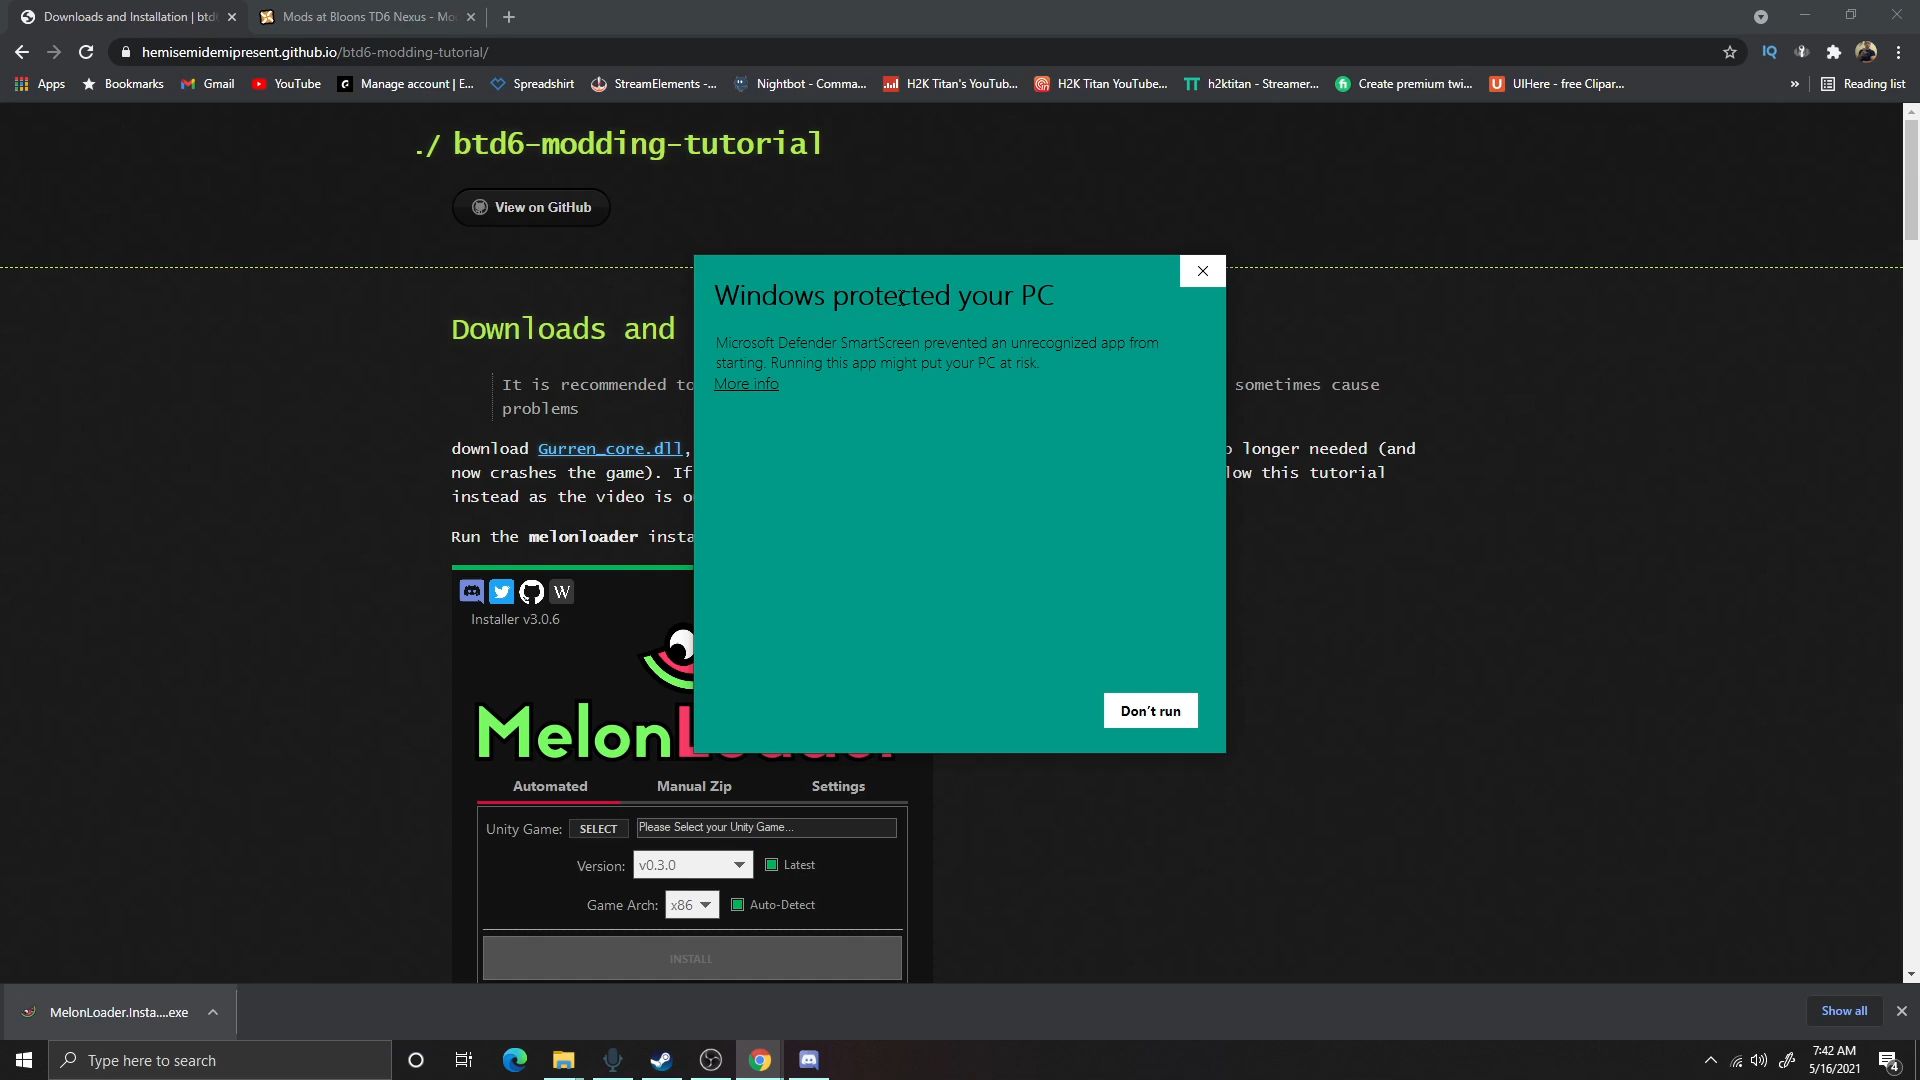 Downloads and Installation | btd
Mods at Bloons TD6 Nexus - Mo
hemisemidemipresent.github.io/btd6-modding-tutorial/
Apps
Bookmarks
Gmail
YouTube
Manage account | E...
Spreadshirt
StreamElements -...
Nightbot - Comma...
H2K Titan's YouTub...
H2K Titan YouTube...
h2ktitan - Streamer...
Create premium twi...
UIHere - free Clipar...
»
Reading list
./ btd6-modding-tutorial
View on GitHub
Windows protected your PC
Microsoft Defender SmartScreen prevented an unrecognized app from
starting. Running this app might put your PC at risk.
More info
Don't run
Downloads and
It is recommended to
sometimes cause
problems
download Gurren_core.dll,
longer needed (and
now crashes the game). If
low this tutorial
instead as the video is o
Run the melonloader insta
W
Installer v3.0.6
Melon
Automated
Manual Zip
Settings
Unity Game:
SELECT
Please Select your Unity Game...
Version:
v0.3.0
Latest
Game Arch:
x86
Auto-Detect
INSTALL
MelonLoader.Insta....exe
Show all
Type here to search
7:42 AM
5/16/2021
4